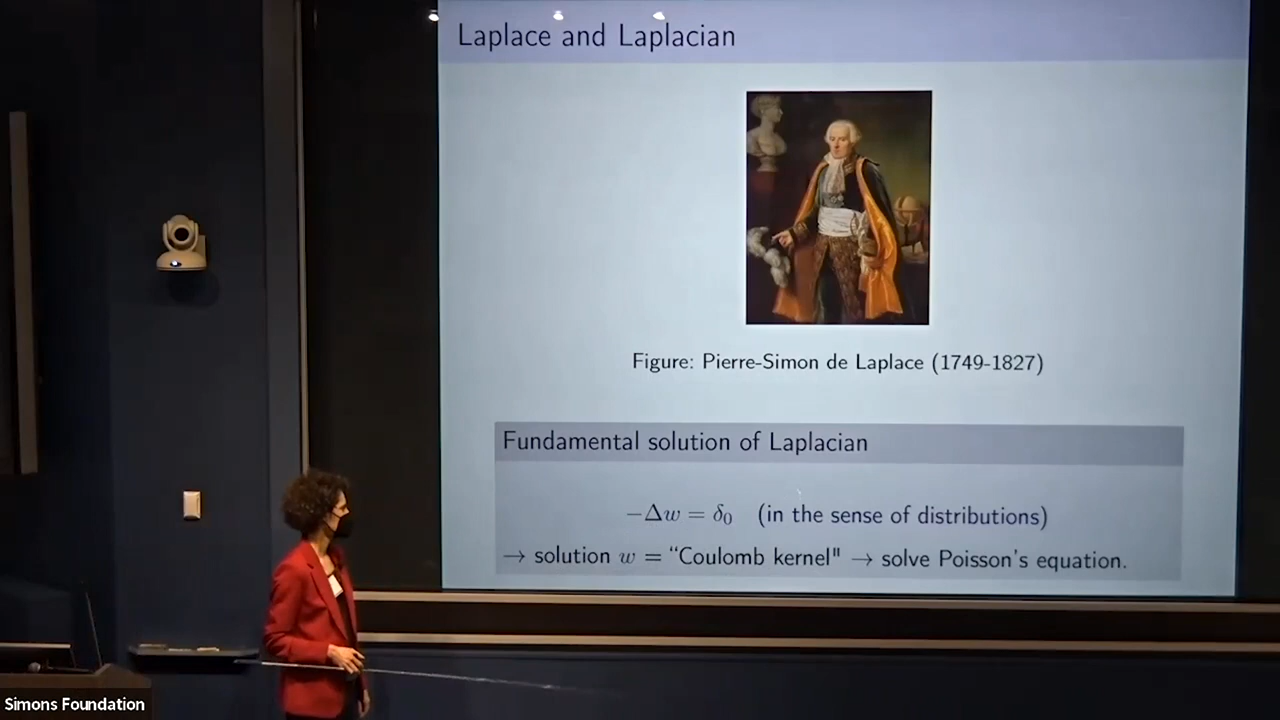 Laplace and Laplacian
Figure: Pierre-Simon de Laplace (1749-1827)
Fundamental solution of Laplacian
−Δw = δ₀ (in the sense of distributions)
→ solution w = “Coulomb kernel" → solve Poisson's equation.
Simons Foundation